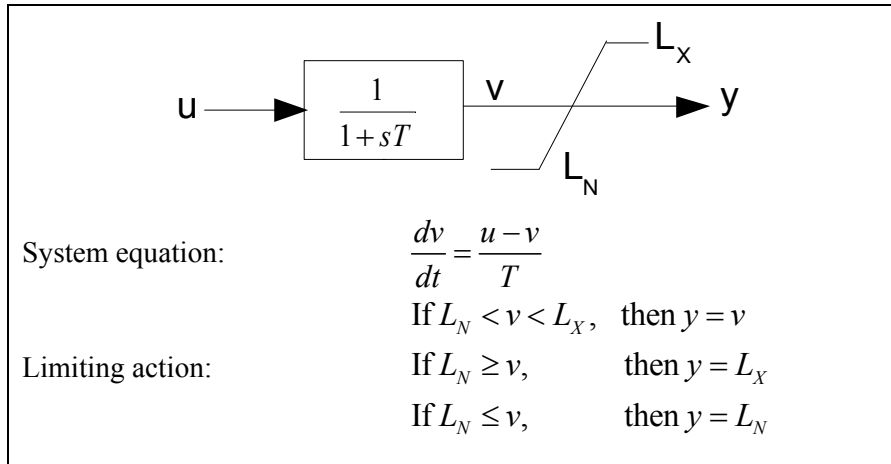 L_X
u
1/(1+sT)
v
y
L_N
System equation: dv/dt = (u − v)/T
If L_N < v < L_X, then y = v
Limiting action: If L_N ≥ v, then y = L_X
If L_N ≤ v, then y = L_N